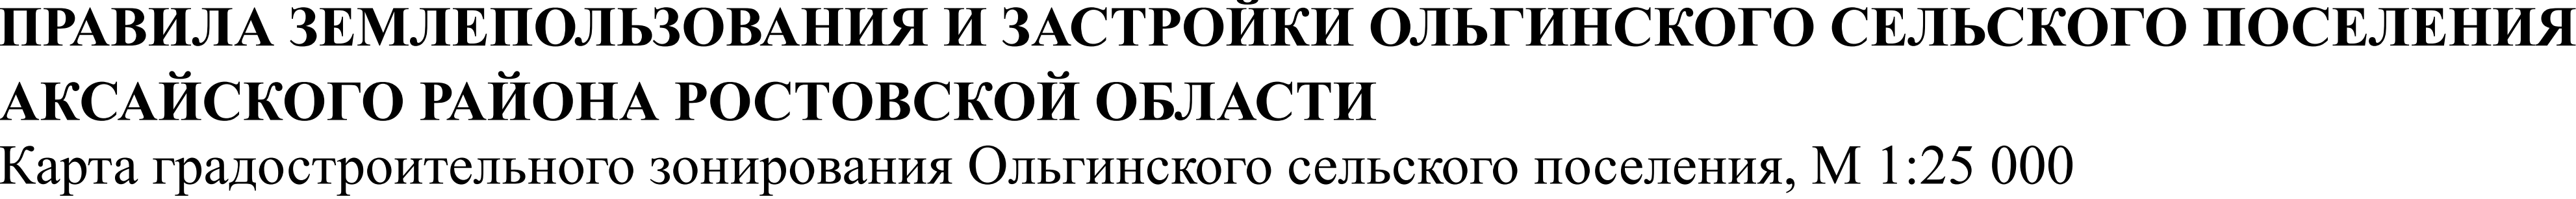 ПРАВИЛА ЗЕМЛЕПОЛЬЗОВАНИЯ И ЗАСТРОЙКИ ОЛЬГИНСКОГО СЕЛЬСКОГО ПОСЕЛЕНИЯ
АКСАЙСКОГО РАЙОНА РОСТОВСКОЙ ОБЛАСТИ
Карта градостроительного зонирования Ольгинского сельского поселения, М 1:25 000